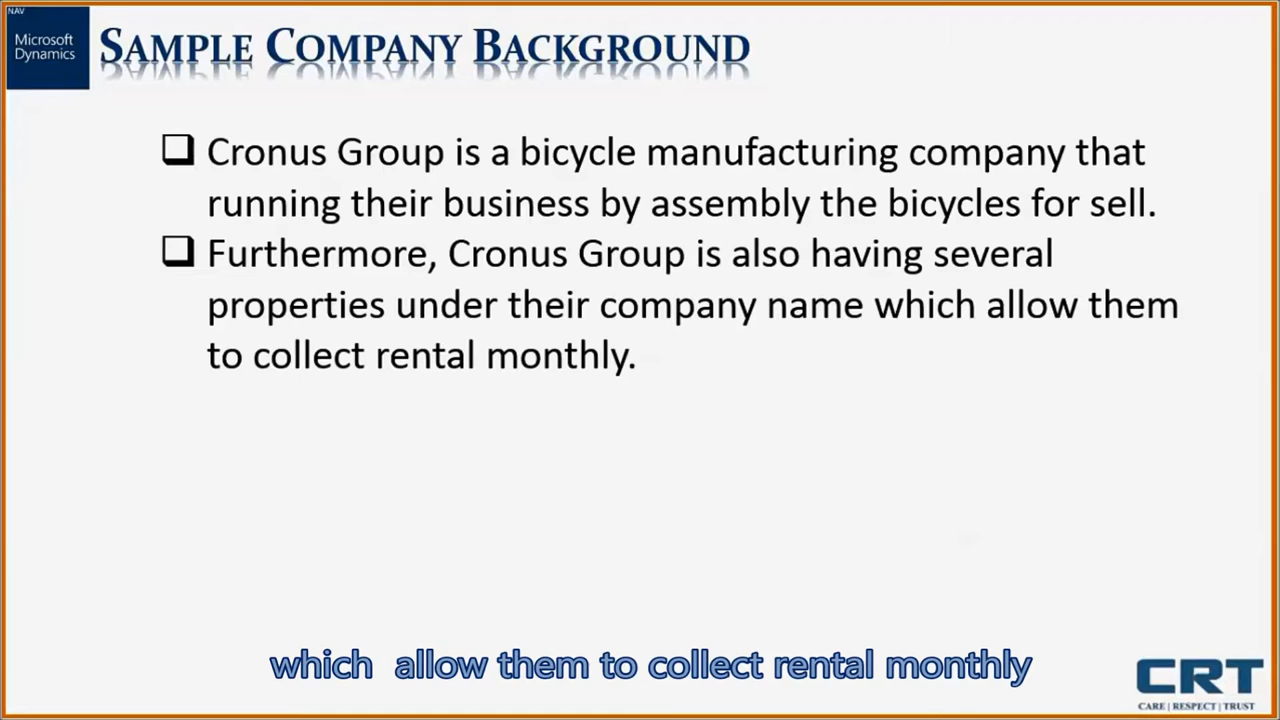 NAV
Microsoft
Dynamics
SAMPLE COMPANY BACKGROUND
Cronus Group is a bicycle manufacturing company that
running their business by assembly the bicycles for sell.
Furthermore, Cronus Group is also having several
properties under their company name which allow them
to collect rental monthly.
which allow them to collect rental monthly
CRT
CARE | RESPECT | TRUST